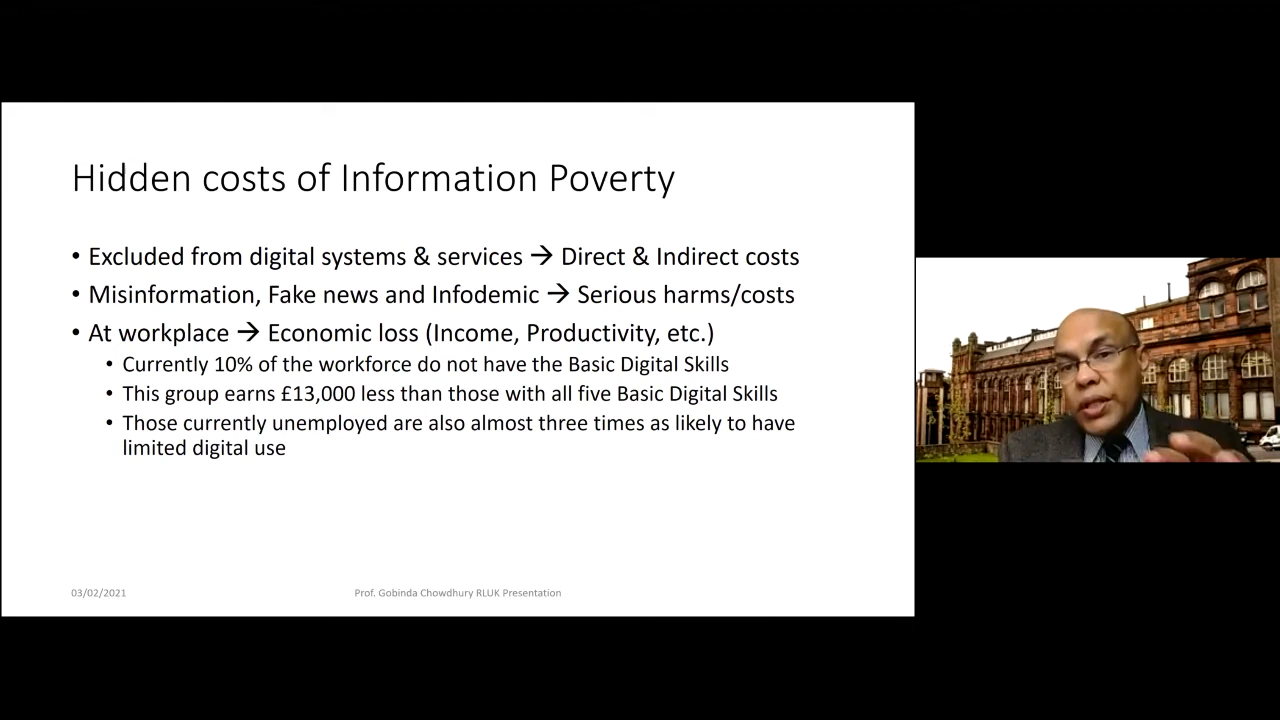 Hidden costs of Information Poverty
• Excluded from digital systems & services → Direct & Indirect costs
• Misinformation, Fake news and Infodemic → Serious harms/costs
• At workplace → Economic loss (Income, Productivity, etc.)
• Currently 10% of the workforce do not have the Basic Digital Skills
• This group earns £13,000 less than those with all five Basic Digital Skills
• Those currently unemployed are also almost three times as likely to have
limited digital use
03/02/2021
Prof. Gobinda Chowdhury RLUK Presentation